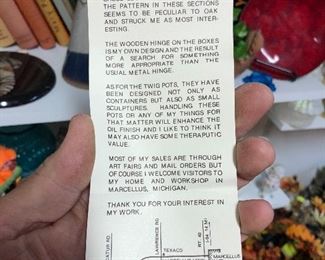 THE PATTERN IN THESE SECTIONS
SEEMS TO BE PECULIAR TO OAK
AND STRUCK ME AS MOST INTER-
ESTING.
THE WOODEN HINGE ON THE BOXES
IS MY OWN DESIGN AND THE RESULT
OF A SEARCH FOR SOMETHING
MORE APPROPRIATE THAN THE
USUAL METAL HINGE.
AS FOR THE TWIG POTS, THEY HAVE
BEEN DESIGNED NOT ONLY AS
CONTAINERS BUT ALSO AS SMALL
SCULPTURES. HANDLING THESE
POTS OR ANY OF MY THINGS FOR
THAT MATTER WILL ENHANCE THE
OIL FINISH AND I LIKE TO THINK IT
MAY ALSO HAVE SOME THERAPUTIC
VALUE.
MOST OF MY SALES ARE THROUGH
ART FAIRS AND MAIL ORDERS BUT
OF COURSE I WELCOME VISITORS TO
MY HOME AND WORKSHOP IN
MARCELLUS, MICHIGAN.
THANK YOU FOR YOUR INTEREST IN
MY WORK.
LAWRENCE RD
TEXACO
RT. 40
MARCELLUS